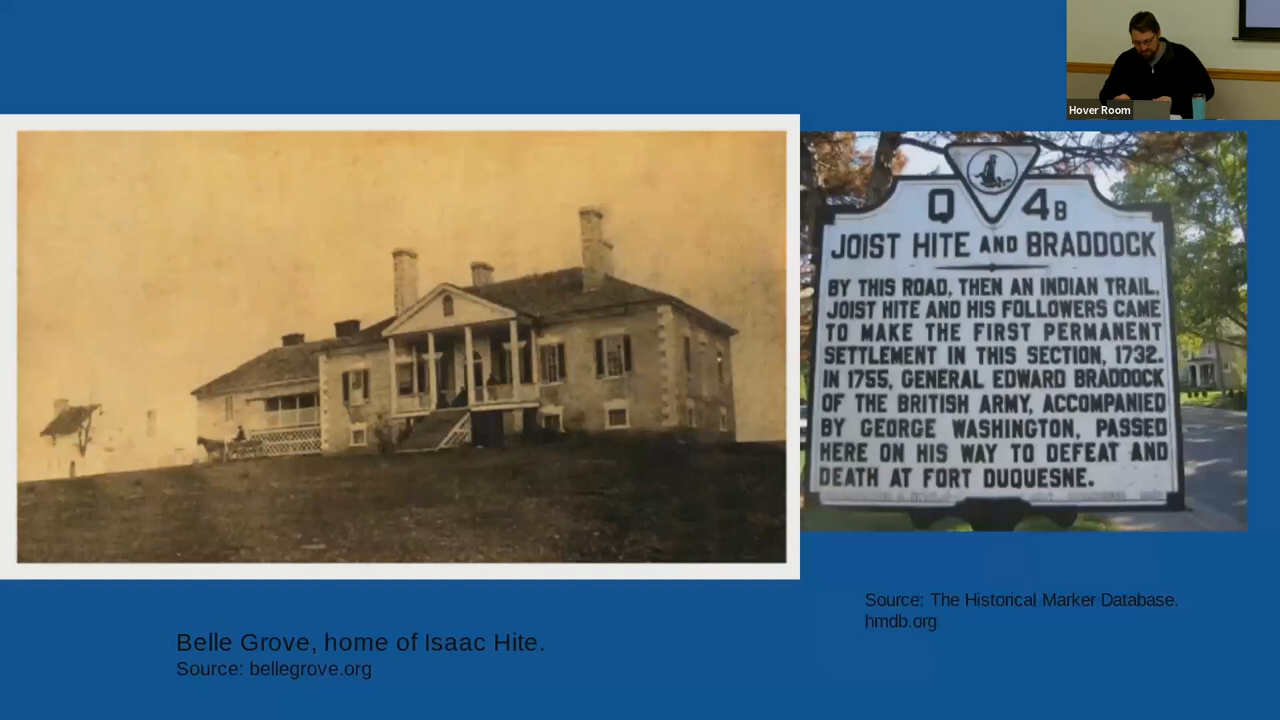 Hover Room
Q 4B
JOIST HITE AND BRADDOCK
BY THIS ROAD, THEN AN INDIAN TRAIL,
JOIST HITE AND HIS FOLLOWERS CAME
TO MAKE THE FIRST PERMANENT
SETTLEMENT IN THIS SECTION, 1732.
IN 1755, GENERAL EDWARD BRADDOCK
OF THE BRITISH ARMY, ACCOMPANIED
BY GEORGE WASHINGTON, PASSED
HERE ON HIS WAY TO DEFEAT AND
DEATH AT FORT DUQUESNE.
Source: The Historical Marker Database.
hmdb.org
Belle Grove, home of Isaac Hite.
Source: bellegrove.org